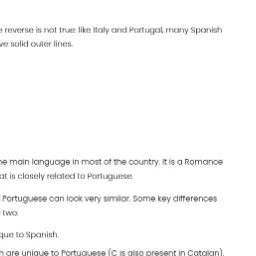 e reverse is not true: like Italy and Portugal, many Spanish
ve solid outer lines.
he main language in most of the country. It is a Romance
at is closely related to Portuguese.
Portuguese can look very similar. Some key differences
two:
que to Spanish.
h are unique to Portuguese (Ç is also present in Catalan).